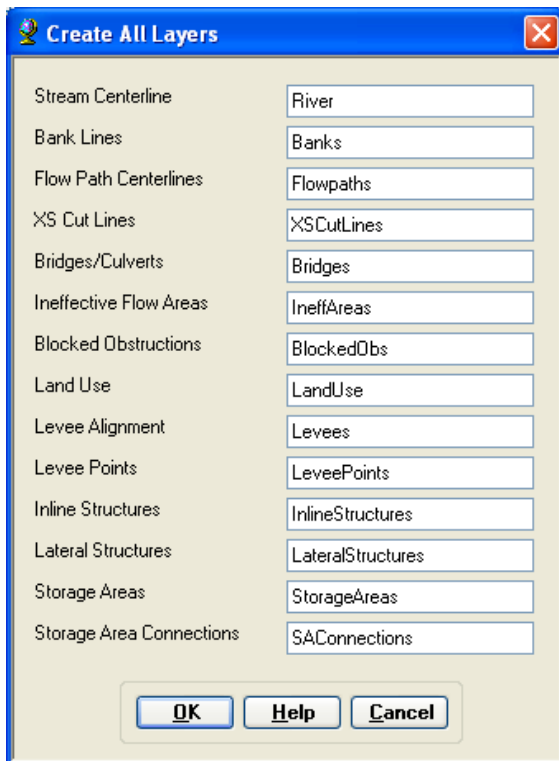 Create All Layers
Stream Centerline River
Bank Lines Banks
Flow Path Centerlines Flowpaths
XS Cut Lines XSCutLines
Bridges/Culverts Bridges
Ineffective Flow Areas IneffAreas
Blocked Obstructions BlockedObs
Land Use LandUse
Levee Alignment Levees
Levee Points LeveePoints
Inline Structures InlineStructures
Lateral Structures LateralStructures
Storage Areas StorageAreas
Storage Area Connections SAConnections
OK Help Cancel